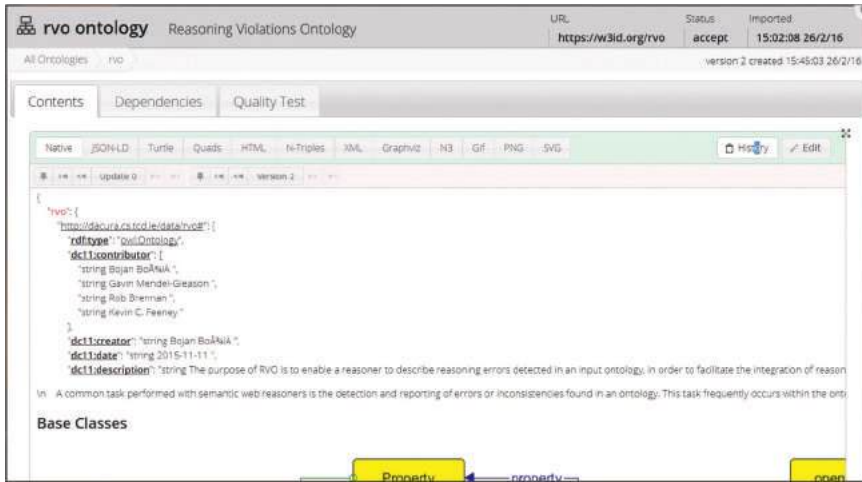 rvo ontology Reasoning Violations Ontology
URL Status Imported
https://w3id.org/rvo accept 15:02:08 26/2/16
All Ontologies rvo version 2 created 15:45:03 26/2/16
Contents Dependencies Quality Test
Native JSON-LD Turtle Quads HTML N-Triples XML Graphviz N3 Gif PNG SVG History Edit
Update 0 Version 2
{
"rvo": {
"http://dacura.cs.tcd.ie/data/rvo#": {
"rdf:type": "owl:Ontology",
"dc11:contributor": [
"string Bojan BoÅ¾iÄ ",
"string Gavin Mendel-Gleason ",
"string Rob Brennan ",
"string Kevin C. Feeney "
],
"dc11:creator": "string Bojan BoÅ¾iÄ ",
"dc11:date": "string 2015-11-11 ",
"dc11:description": "string The purpose of RVO is to enable a reasoner to describe reasoning errors detected in an input ontology, in order to facilitate the integration of reason
\n A common task performed with semantic web reasoners is the detection and reporting of errors or inconsistencies found in an ontology. This task frequently occurs within the onto
Base Classes
Property property open